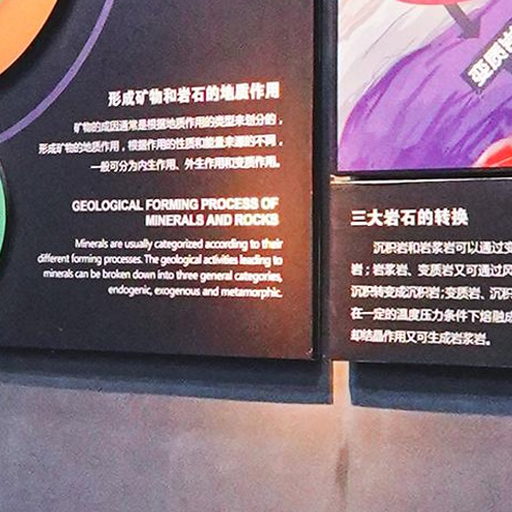 形成矿物和岩石的地质作用
矿物的成因通常是根据地质作用的类型来划分的，
形成矿物的地质作用，根据作用的性质和能量来源的不同，
一般可分为内生作用、外生作用和变质作用。
GEOLOGICAL FORMING PROCESS OF
MINERALS AND ROCKS
Minerals are usually categorized according to their
different forming processes. The geological activities leading to
minerals can be broken down into three general categories,
endogenic, exogenous and metamorphic.
变质岩
三大岩石的转换
沉积岩和岩浆岩可以通过变
岩；岩浆岩、变质岩又可通过风
沉积转变成沉积岩；变质岩、沉积
在一定的温度压力条件下熔融成
却结晶作用又可生成岩浆岩。